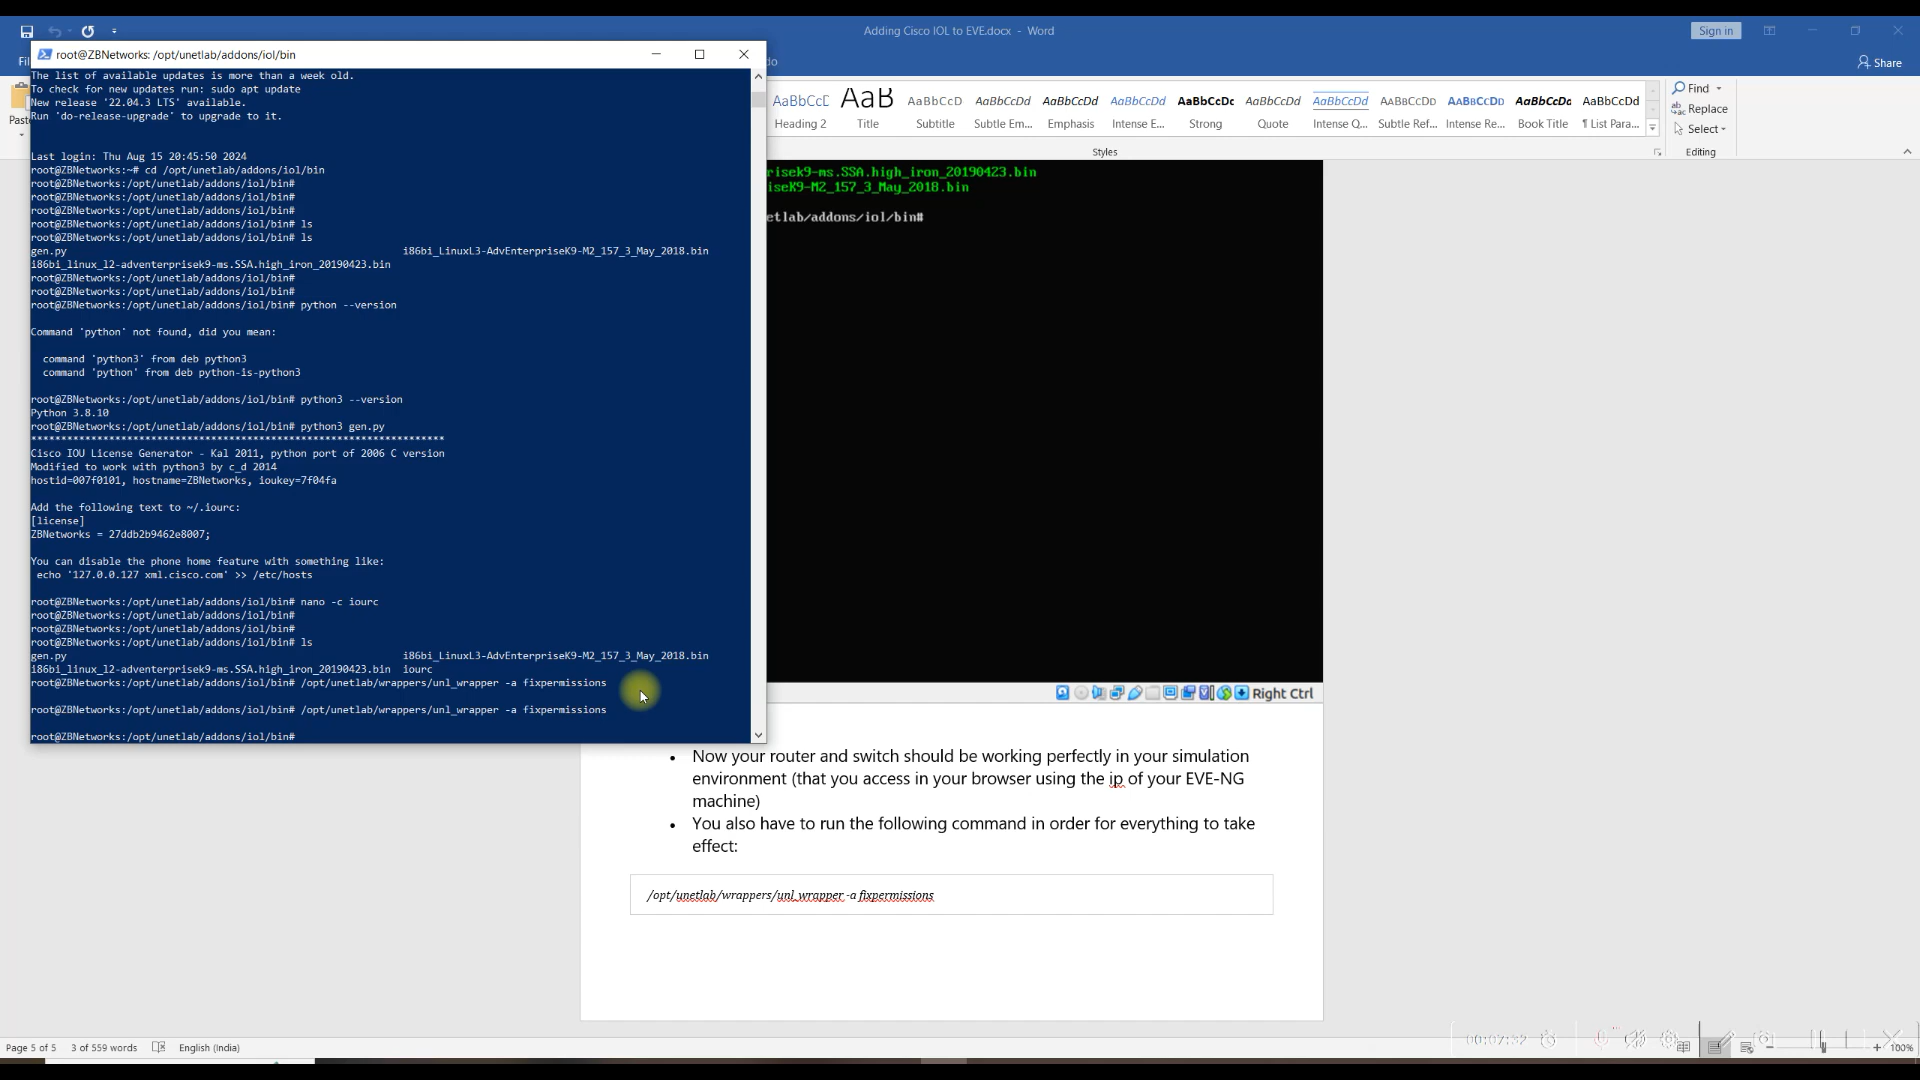 Adding Cisco IOL to EVE.docx - Word
Sign in
root@ZBNetworks: /opt/unetlab/addons/iol/bin
Share
Find
Replace
Select
Editing
AaBbCcC AaB AaBbCcD AaBbCcDd AaBbCcDd AaBbCcDd AaBbCcDc AaBbCcDd AaBbCcDd AABBCCDD AABBCCDD AaBbCcDd AaBbCcDd
Heading 2 Title Subtitle Subtle Em... Emphasis Intense E... Strong Quote Intense Q... Subtle Ref... Intense Re... Book Title ¶ List Para...
Styles
The list of available updates is more than a week old.
To check for new updates run: sudo apt update
New release '22.04.3 LTS' available.
Run 'do-release-upgrade' to upgrade to it.
Last login: Thu Aug 15 20:45:50 2024
root@ZBNetworks:~# cd /opt/unetlab/addons/iol/bin
root@ZBNetworks:/opt/unetlab/addons/iol/bin#
root@ZBNetworks:/opt/unetlab/addons/iol/bin#
root@ZBNetworks:/opt/unetlab/addons/iol/bin#
root@ZBNetworks:/opt/unetlab/addons/iol/bin# ls
root@ZBNetworks:/opt/unetlab/addons/iol/bin# ls
gen.py i86bi_LinuxL3-AdvEnterpriseK9-M2_157_3_May_2018.bin
i86bi_linux_l2-adventerprisek9-ms.SSA.high_iron_20190423.bin
root@ZBNetworks:/opt/unetlab/addons/iol/bin#
root@ZBNetworks:/opt/unetlab/addons/iol/bin#
root@ZBNetworks:/opt/unetlab/addons/iol/bin# python --version
Command 'python' not found, did you mean:
command 'python3' from deb python3
command 'python' from deb python-is-python3
root@ZBNetworks:/opt/unetlab/addons/iol/bin# python3 --version
Python 3.8.10
root@ZBNetworks:/opt/unetlab/addons/iol/bin# python3 gen.py
*********************************************************************
Cisco IOU License Generator - Kal 2011, python port of 2006 C version
Modified to work with python3 by c_d 2014
hostid=007f0101, hostname=ZBNetworks, ioukey=7f04fa
Add the following text to ~/.iourc:
[license]
ZBNetworks = 27ddb2b9462e8007;
You can disable the phone home feature with something like:
echo '127.0.0.127 xml.cisco.com' >> /etc/hosts
root@ZBNetworks:/opt/unetlab/addons/iol/bin# nano -c iourc
root@ZBNetworks:/opt/unetlab/addons/iol/bin#
root@ZBNetworks:/opt/unetlab/addons/iol/bin#
root@ZBNetworks:/opt/unetlab/addons/iol/bin# ls
gen.py i86bi_LinuxL3-AdvEnterpriseK9-M2_157_3_May_2018.bin
i86bi_linux_l2-adventerprisek9-ms.SSA.high_iron_20190423.bin iourc
root@ZBNetworks:/opt/unetlab/addons/iol/bin# /opt/unetlab/wrappers/unl_wrapper -a fixpermissions
root@ZBNetworks:/opt/unetlab/addons/iol/bin# /opt/unetlab/wrappers/unl_wrapper -a fixpermissions
root@ZBNetworks:/opt/unetlab/addons/iol/bin#
risek9-ms.SSA.high_iron_20190423.bin
iseK9-M2_157_3_May_2018.bin
etlab/addons/iol/bin#
Right Ctrl
• Now your router and switch should be working perfectly in your simulation
environment (that you access in your browser using the ip of your EVE-NG
machine)
• You also have to run the following command in order for everything to take
effect:
/opt/unetlab/wrappers/unl_wrapper -a fixpermissions
Page 5 of 5 3 of 559 words English (India)
00:07:32
100%